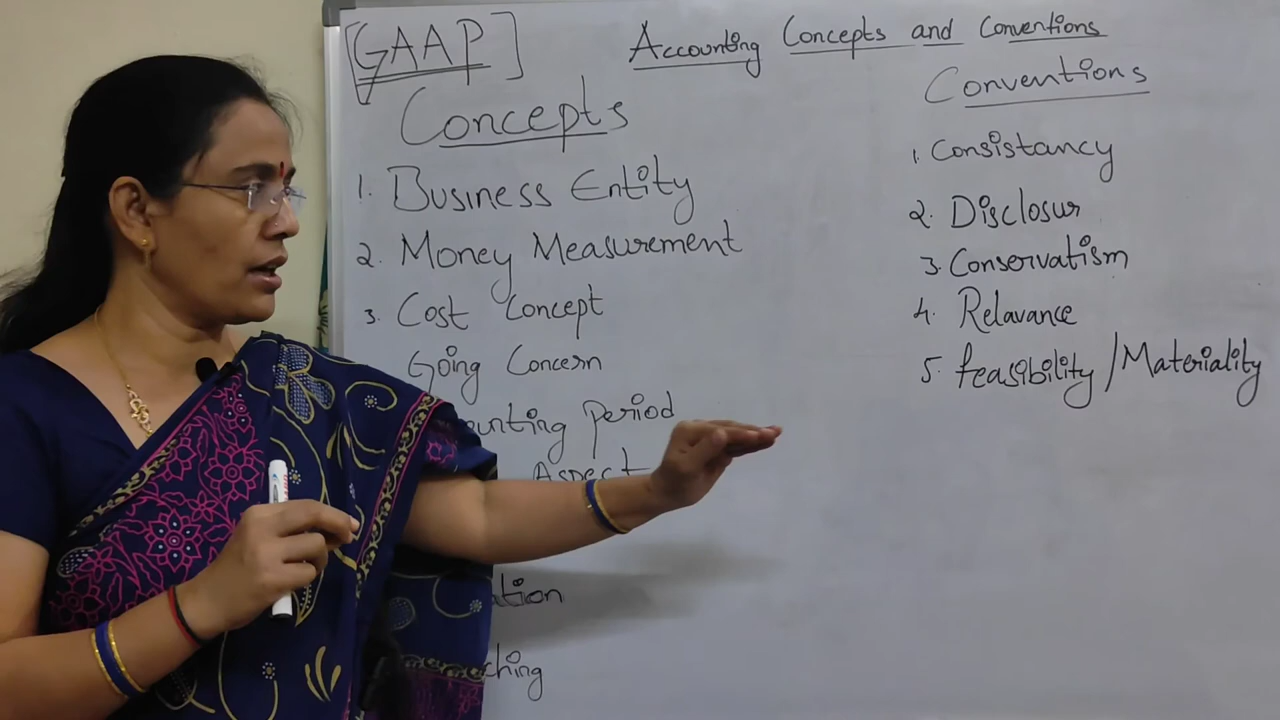 [GAAP]
Accounting Concepts and Conventions
Concepts
1. Business Entity
2. Money Measurement
3. Cost Concept
Going Concern
unting Period
Aspect
ation
ching
Conventions
1. Consistancy
2. Disclosur
3. Conservatism
4. Relavance
5. feasibility / Materiality